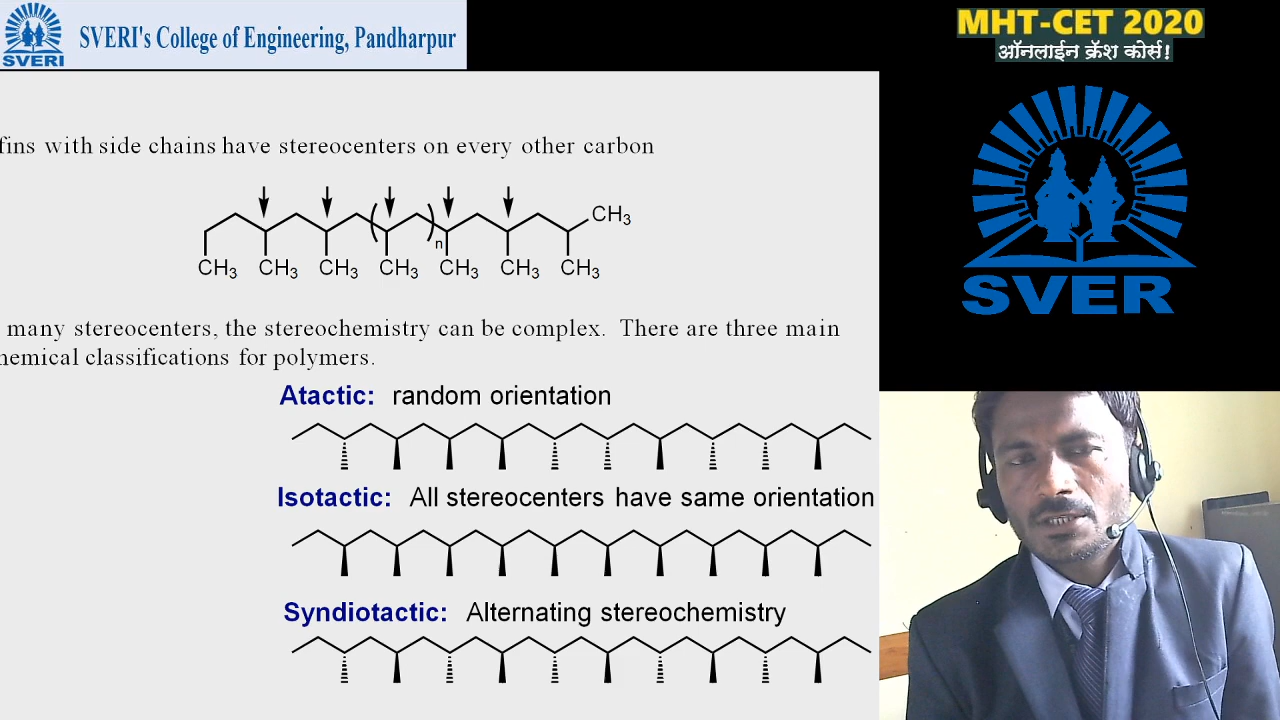 SVERI
SVERI's College of Engineering, Pandharpur
MHT-CET 2020
ऑनलाईन क्रॅश कोर्स!
SVER
fins with side chains have stereocenters on every other carbon
CH3
n
CH3 CH3 CH3 CH3 CH3 CH3 CH3
many stereocenters, the stereochemistry can be complex. There are three main
hemical classifications for polymers.
Atactic: random orientation
Isotactic: All stereocenters have same orientation
Syndiotactic: Alternating stereochemistry